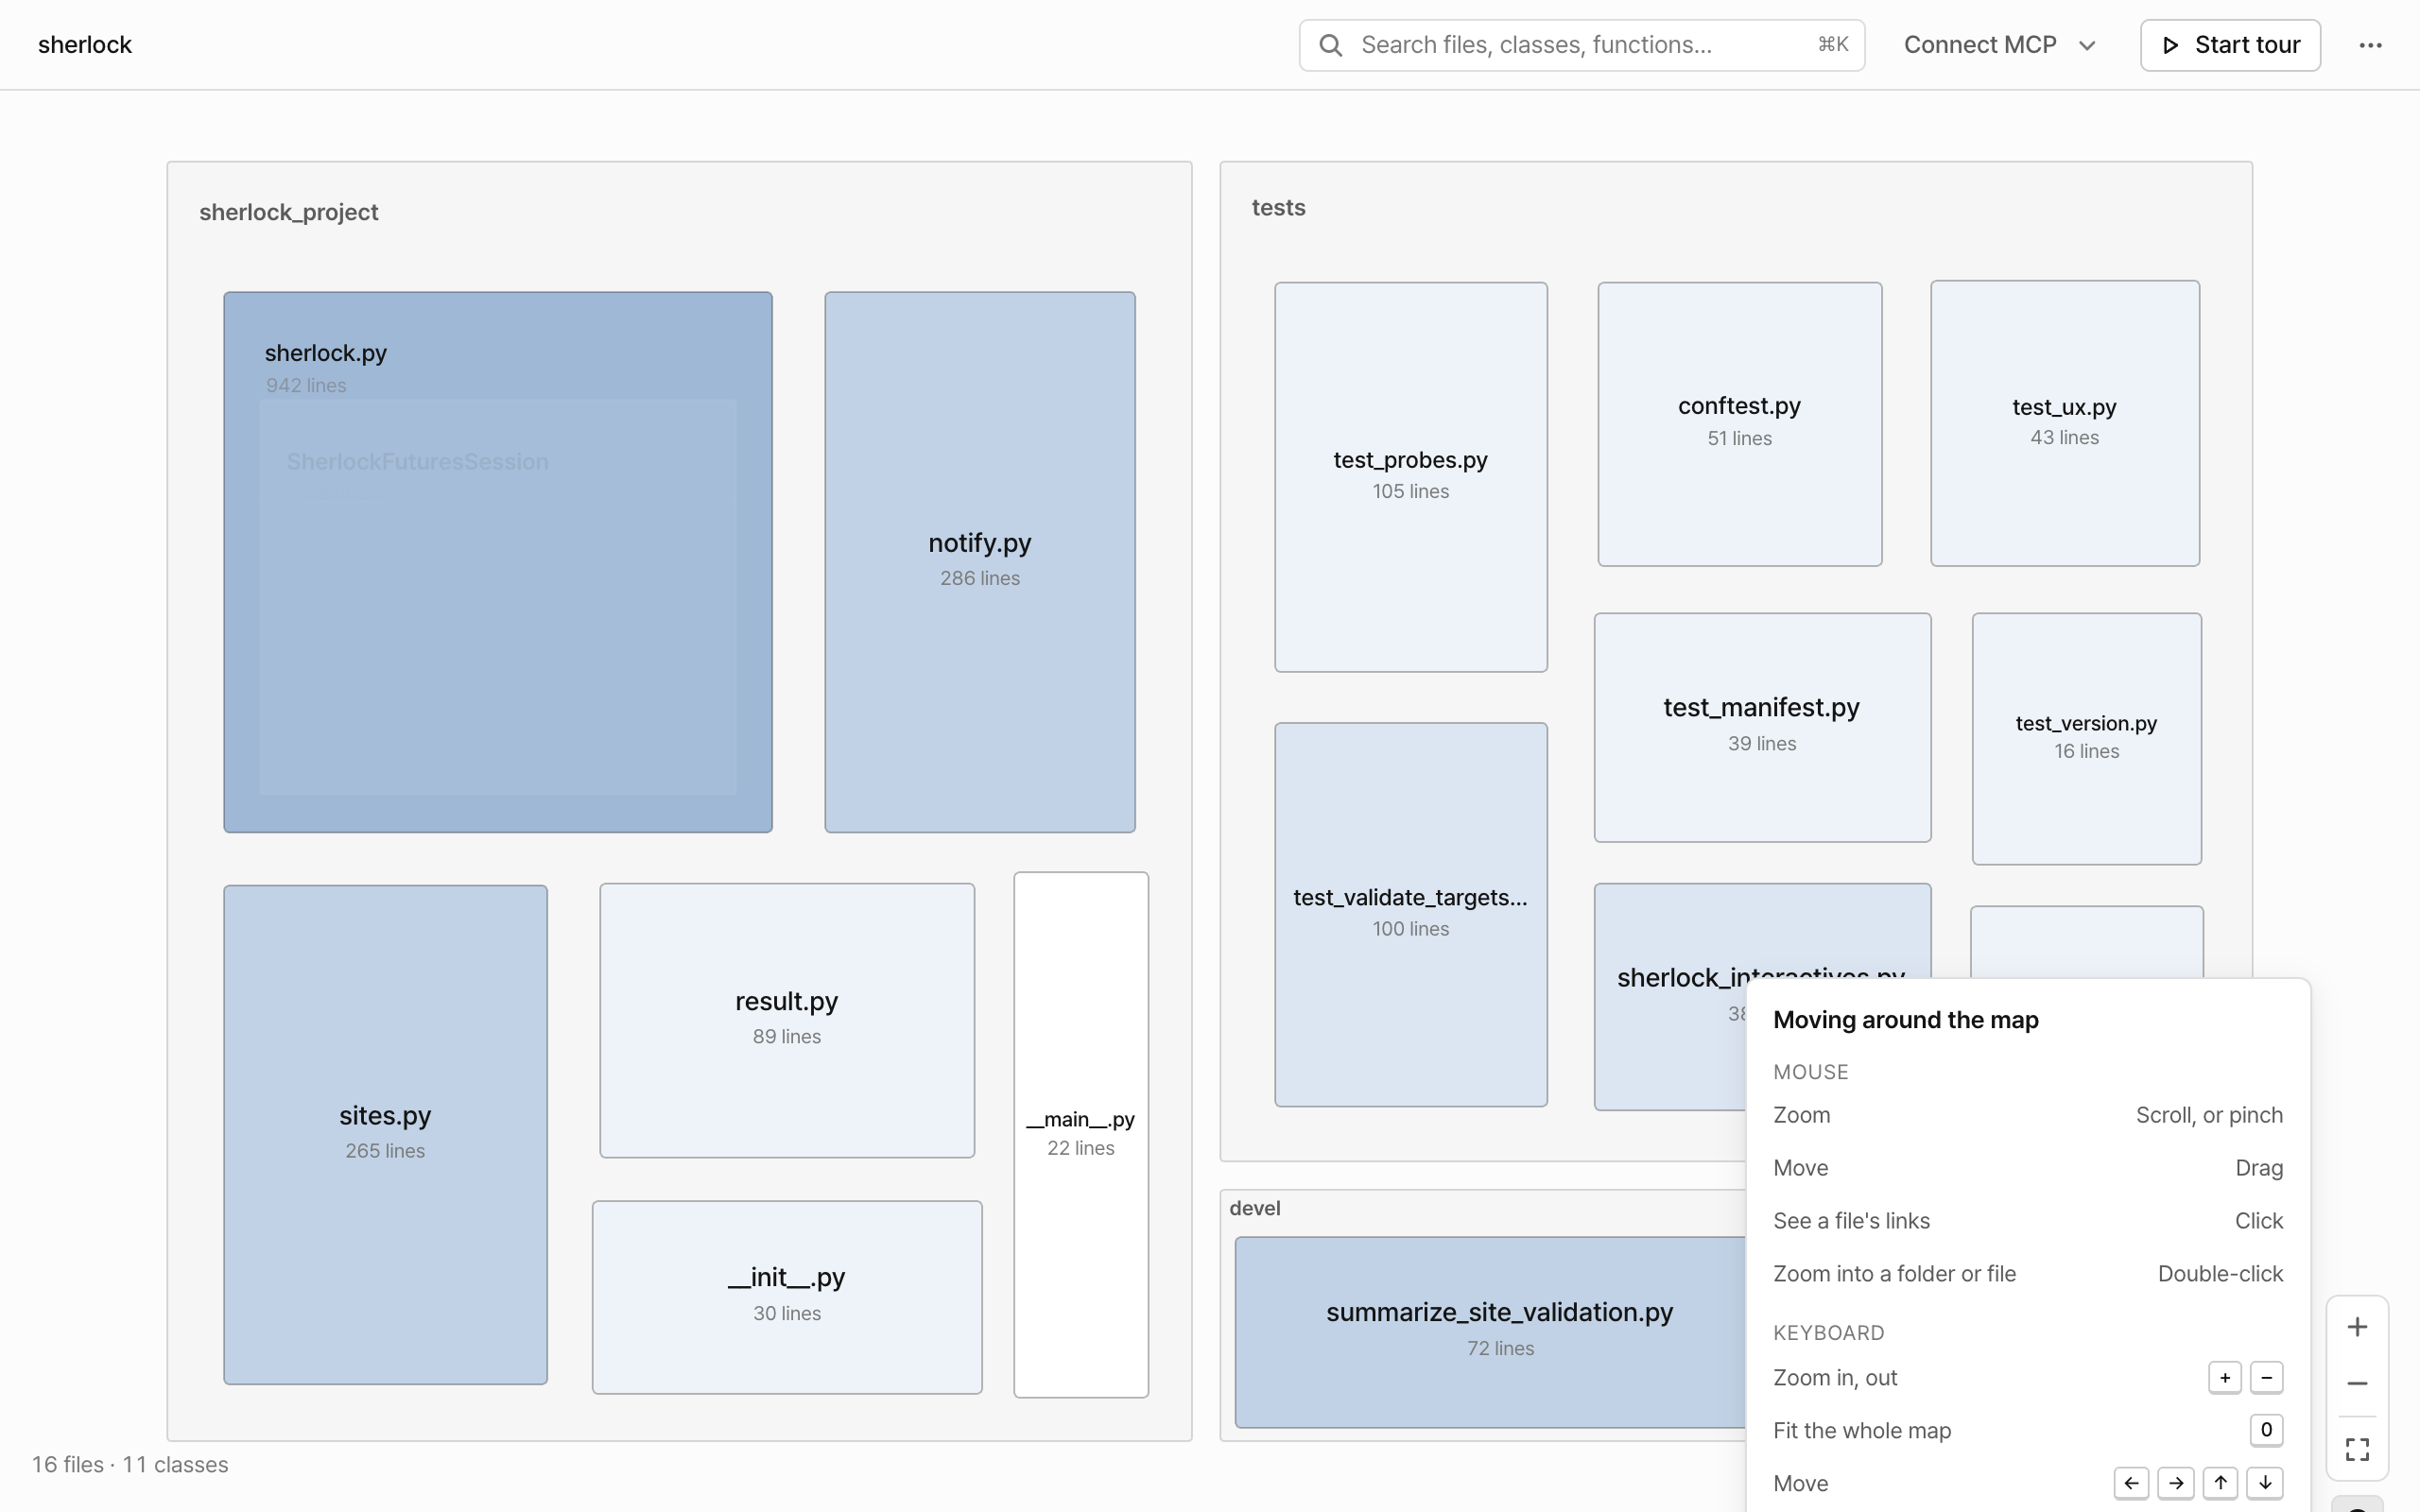 sherlock
Search files, classes, functions... ⌘K
Connect MCP
Start tour
sherlock_project
sherlock.py
942 lines
SherlockFuturesSession
notify.py
286 lines
sites.py
265 lines
result.py
89 lines
__init__.py
30 lines
__main__.py
22 lines
tests
test_probes.py
105 lines
conftest.py
51 lines
test_ux.py
43 lines
test_manifest.py
39 lines
test_version.py
16 lines
test_validate_targets...
100 lines
sherlock_interactives.py
devel
summarize_site_validation.py
72 lines
Moving around the map
MOUSE
Zoom Scroll, or pinch
Move Drag
See a file's links Click
Zoom into a folder or file Double-click
KEYBOARD
Zoom in, out + −
Fit the whole map 0
Move ← → ↑ ↓
16 files · 11 classes